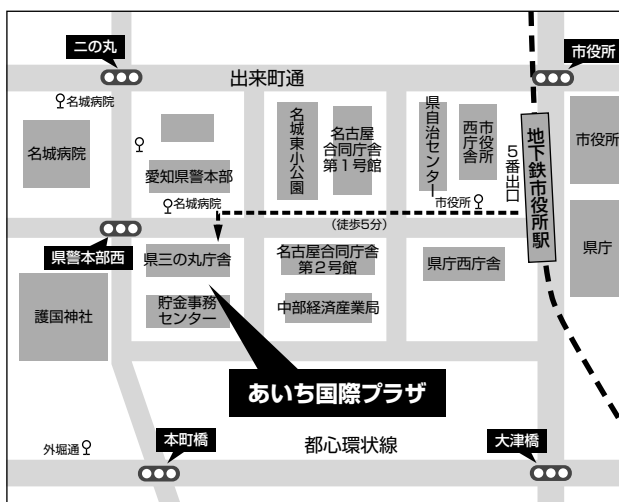 二の丸
市役所
出来町通
名城病院
名城病院
愛知県警本部
名城病院
名城東小公園
名古屋
合同庁舎
第1号館
県自治センター
市役所
西庁舎
5番出口
地下鉄市役所駅
市役所
市役所
(徒歩5分)
県警本部西
県三の丸庁舎
名古屋合同庁舎
第2号館
県庁西庁舎
県庁
護国神社
貯金事務
センター
中部経済産業局
あいち国際プラザ
外堀通
本町橋
都心環状線
大津橋